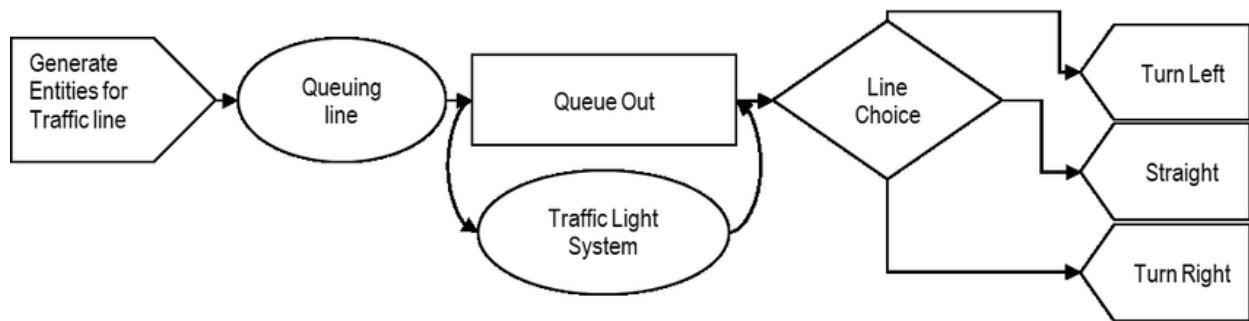 Generate
Entities for
Traffic line
Queuing
line
Queue Out
Traffic Light
System
Line
Choice
Turn Left
Straight
Turn Right